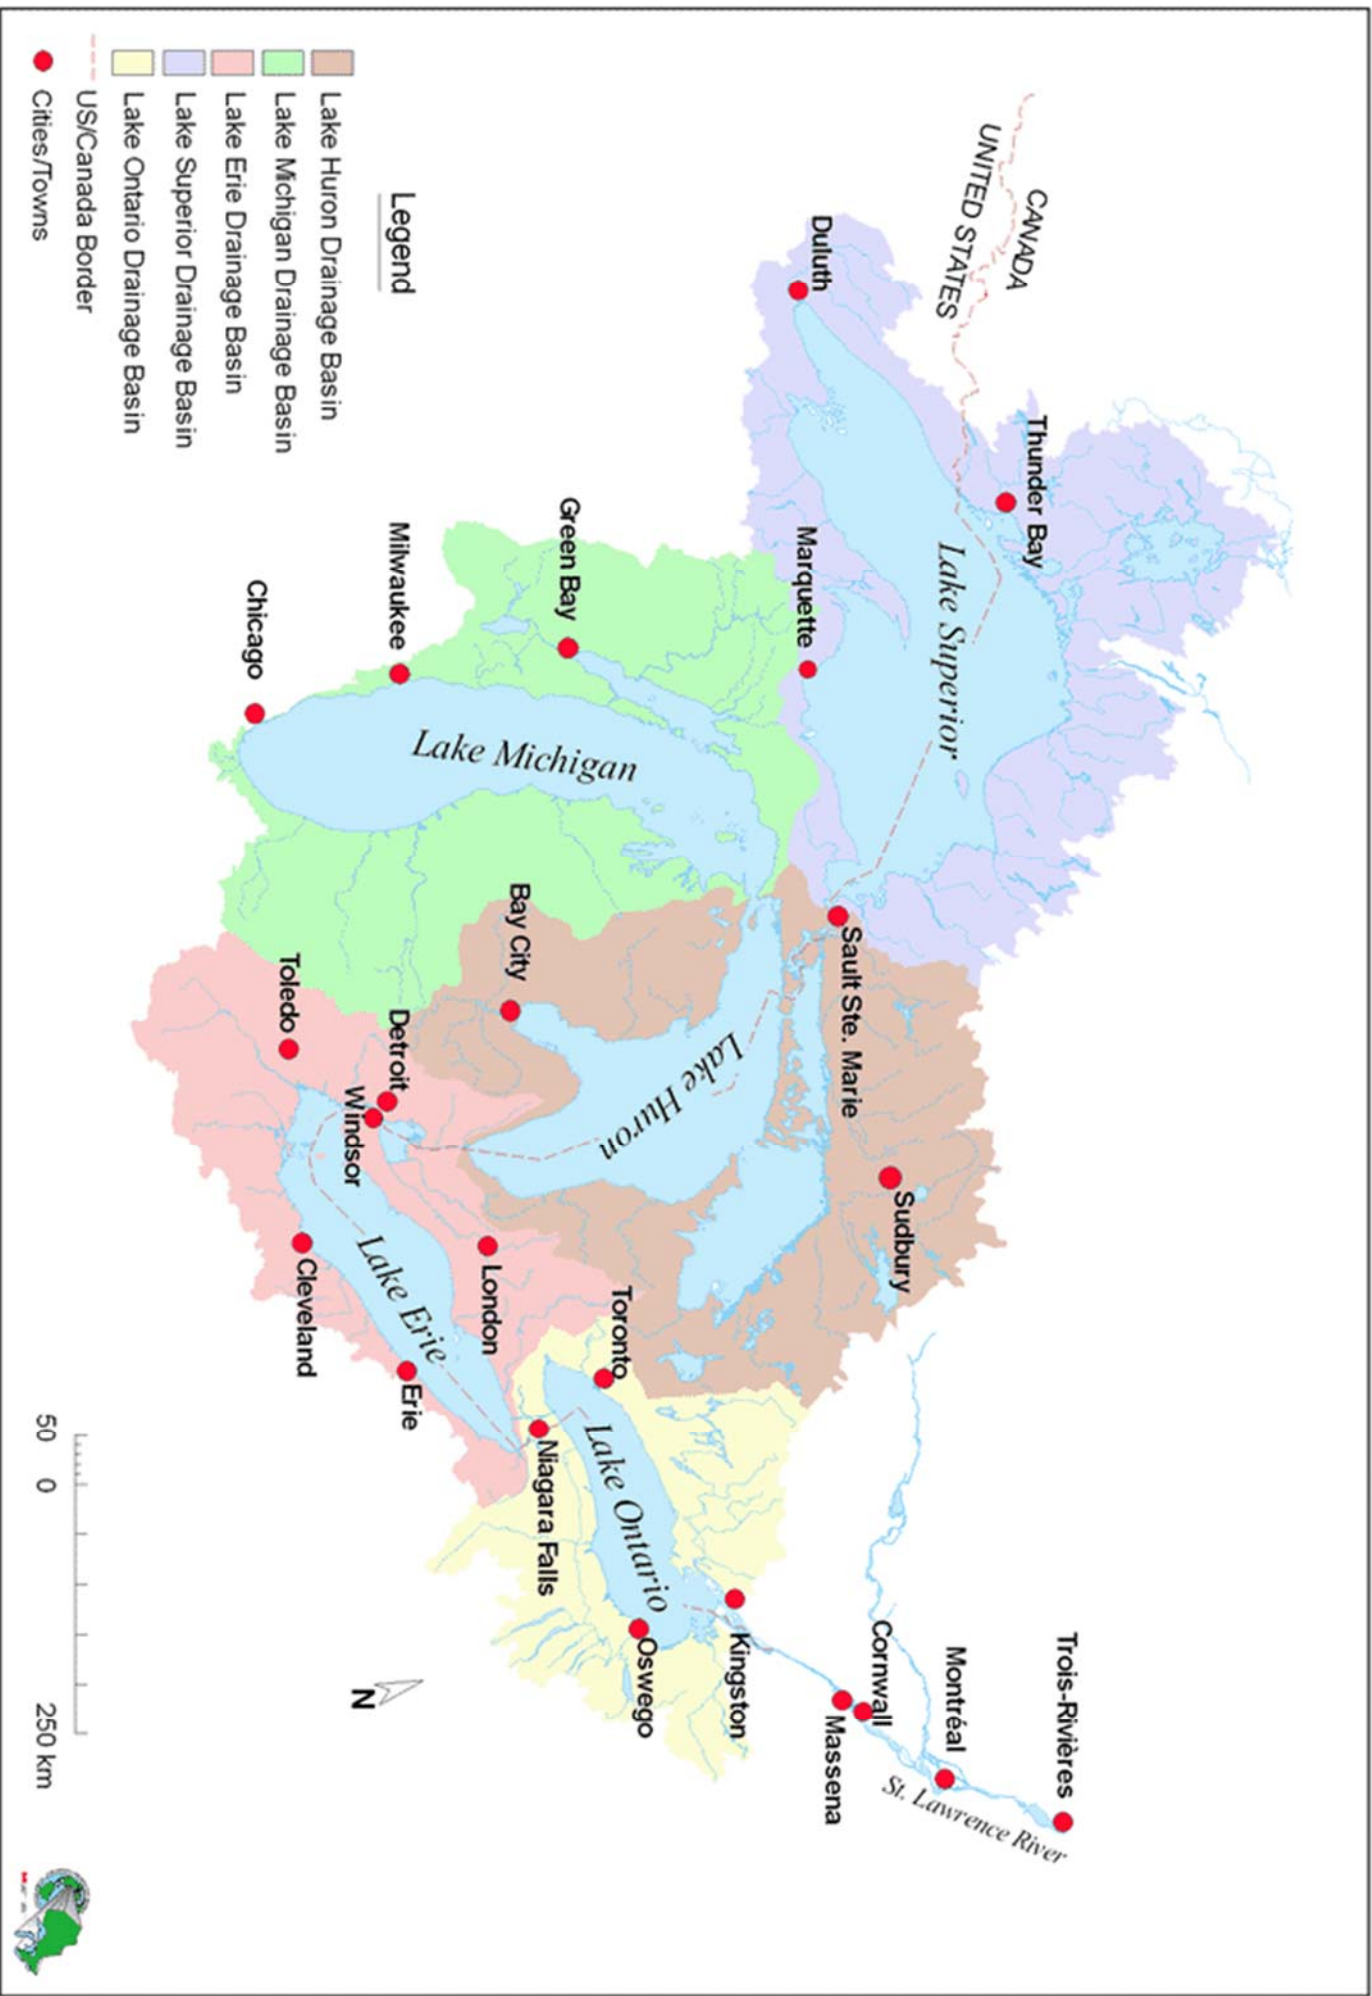 CANADA
UNITED STATES
Thunder Bay
Duluth
Lake Superior
Marquette
Sault Ste. Marie
Sudbury
Green Bay
Milwaukee
Chicago
Lake Michigan
Bay City
Lake Huron
Toledo
Detroit
Windsor
London
Lake Erie
Cleveland
Erie
Toronto
Niagara Falls
Lake Ontario
Oswego
Kingston
Cornwall
Massena
Montréal
Trois-Rivières
St. Lawrence River
Legend
Lake Huron Drainage Basin
Lake Michigan Drainage Basin
Lake Erie Drainage Basin
Lake Superior Drainage Basin
Lake Ontario Drainage Basin
US/Canada Border
Cities/Towns
N
50 0 250 km